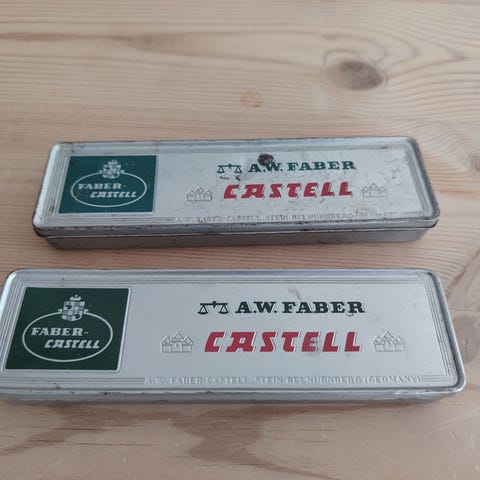 FABER-
CASTELL
A.W. FABER
CASTELL
A.W. FABER-CASTELL STEIN BEI NÜRNBERG (GERMANY)
FABER-
CASTELL
A.W. FABER
CASTELL
A.W. FABER-CASTELL STEIN BEI NÜRNBERG (GERMANY)